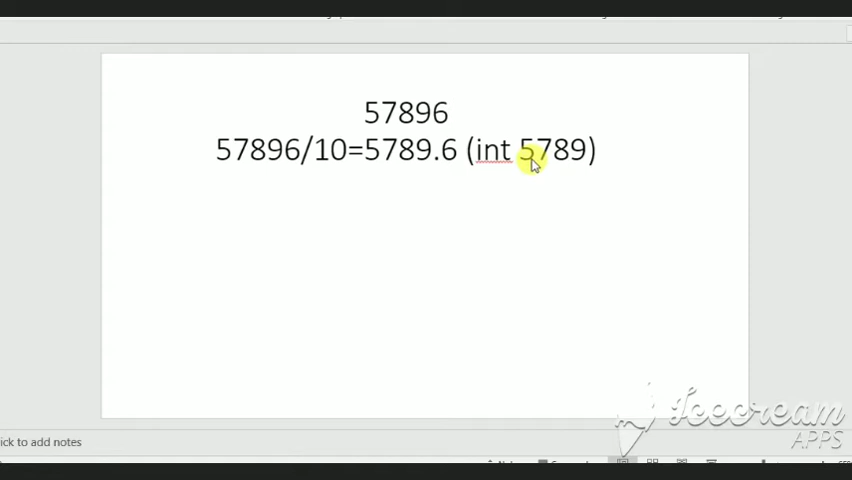 57896
57896/10=5789.6 (int 5789)
ick to add notes
Icecream
APPS